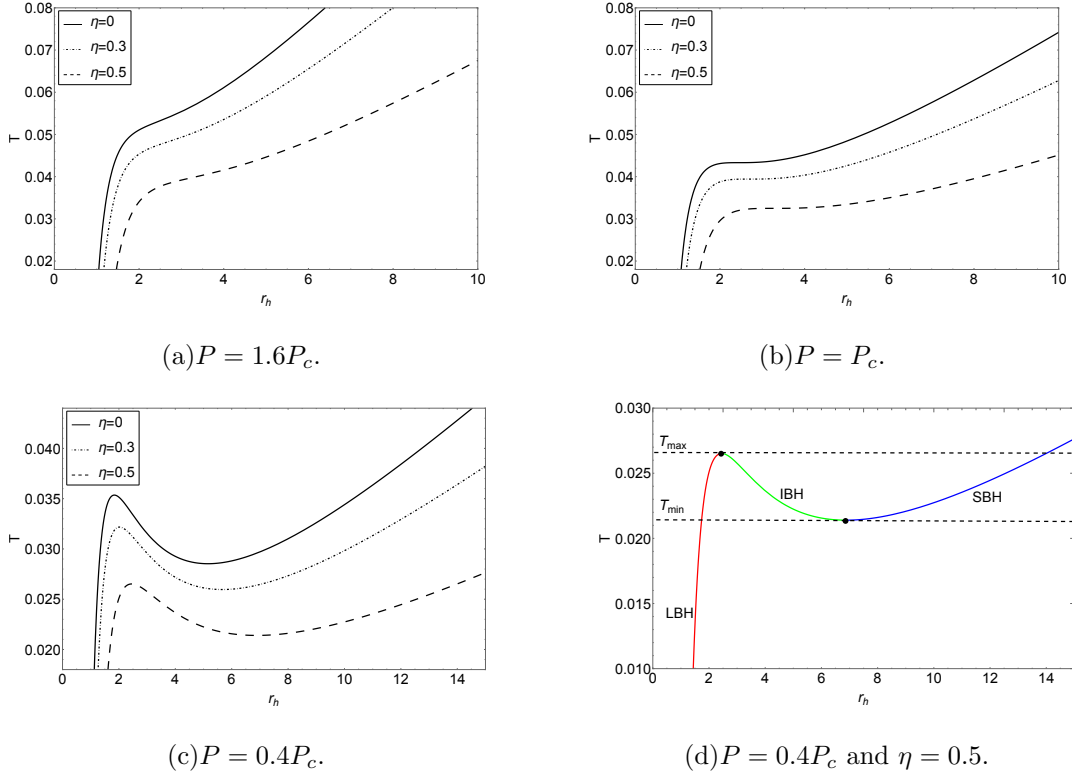 η=0
η=0.3
η=0.5
0.08
0.07
0.06
0.05
0.04
0.03
0.02
T
0 2 4 6 8 10
r_h
(a)P = 1.6P_c.
η=0
η=0.3
η=0.5
0.08
0.07
0.06
0.05
0.04
0.03
0.02
T
0 2 4 6 8 10
r_h
(b)P = P_c.
η=0
η=0.3
η=0.5
0.040
0.035
0.030
0.025
0.020
T
0 2 4 6 8 10 12 14
r_h
(c)P = 0.4P_c.
0.030
0.025
0.020
0.015
0.010
T
T_max
T_min
IBH
SBH
LBH
0 2 4 6 8 10 12 14
r_h
(d)P = 0.4P_c and η = 0.5.